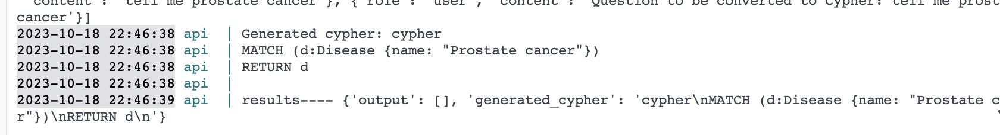 content': 'tell me prostate cancer'}, {'role': 'user', 'content': 'Question to be converted to Cypher: tell me prost
cancer'}]
2023-10-18 22:46:38 api | Generated cypher: cypher
2023-10-18 22:46:38 api | MATCH (d:Disease {name: "Prostate cancer"})
2023-10-18 22:46:38 api | RETURN d
2023-10-18 22:46:38 api |
2023-10-18 22:46:39 api | results---- {'output': [], 'generated_cypher': 'cypher\nMATCH (d:Disease {name: "Prostate c
r"})\nRETURN d\n'}